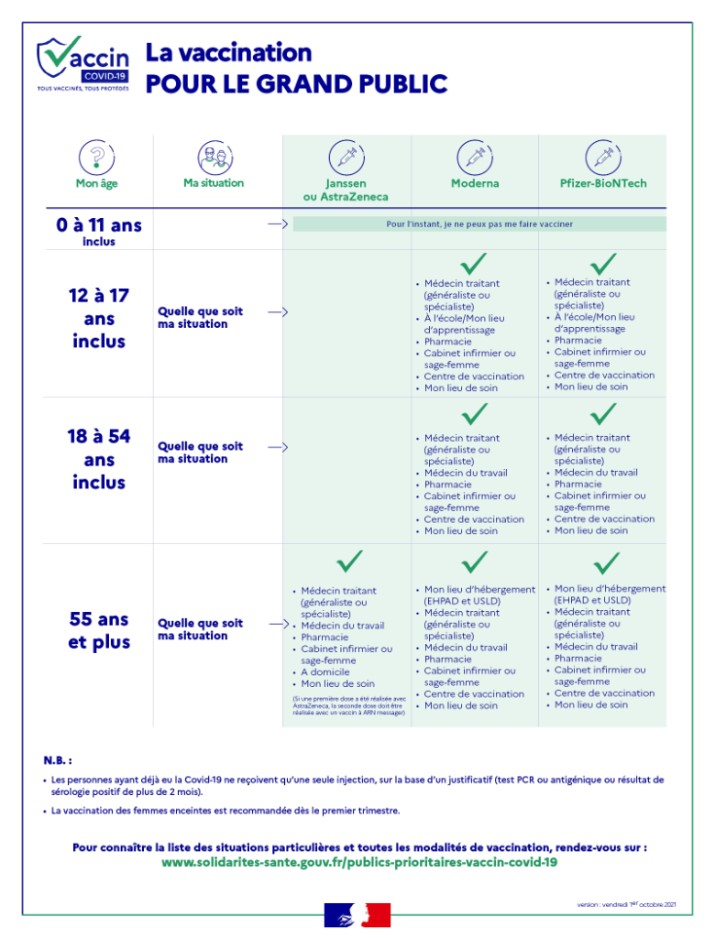 Vaccin
COVID-19
TOUS VACCINÉS, TOUS PROTÉGÉS
La vaccination
POUR LE GRAND PUBLIC
Mon âge
Ma situation
Janssen
ou AstraZeneca
Moderna
Pfizer-BioNTech
0 à 11 ans
inclus
Pour l'instant, je ne peux pas me faire vacciner
12 à 17
ans
inclus
Quelle que soit
ma situation
• Médecin traitant
(généraliste ou
spécialiste)
• À l'école/Mon lieu
d'apprentissage
• Pharmacie
• Cabinet infirmier ou
sage-femme
• Centre de vaccination
• Mon lieu de soin
• Médecin traitant
(généraliste ou
spécialiste)
• À l'école/Mon lieu
d'apprentissage
• Pharmacie
• Cabinet infirmier ou
sage-femme
• Centre de vaccination
• Mon lieu de soin
18 à 54
ans
inclus
Quelle que soit
ma situation
• Médecin traitant
(généraliste ou
spécialiste)
• Médecin du travail
• Pharmacie
• Cabinet infirmier ou
sage-femme
• Centre de vaccination
• Mon lieu de soin
• Médecin traitant
(généraliste ou
spécialiste)
• Médecin du travail
• Pharmacie
• Cabinet infirmier ou
sage-femme
• Centre de vaccination
• Mon lieu de soin
55 ans
et plus
Quelle que soit
ma situation
• Médecin traitant
(généraliste ou
spécialiste)
• Médecin du travail
• Pharmacie
• Cabinet infirmier ou
sage-femme
• A domicile
• Mon lieu de soin
(Si une première dose a été réalisée avec
AstraZeneca, la seconde dose doit être
réalisée avec un vaccin à ARN messager)
• Mon lieu d'hébergement
(EHPAD et USLD)
• Médecin traitant
(généraliste ou
spécialiste)
• Médecin du travail
• Pharmacie
• Cabinet infirmier ou
sage-femme
• Centre de vaccination
• Mon lieu de soin
• Mon lieu d'hébergement
(EHPAD et USLD)
• Médecin traitant
(généraliste ou
spécialiste)
• Médecin du travail
• Pharmacie
• Cabinet infirmier ou
sage-femme
• Centre de vaccination
• Mon lieu de soin
N.B. :
• Les personnes ayant déjà eu la Covid-19 ne reçoivent qu'une seule injection, sur la base d'un justificatif (test PCR ou antigénique ou résultat de
sérologie positif de plus de 2 mois).
• La vaccination des femmes enceintes est recommandée dès le premier trimestre.
Pour connaître la liste des situations particulières et toutes les modalités de vaccination, rendez-vous sur :
www.solidarites-sante.gouv.fr/publics-prioritaires-vaccin-covid-19
version : vendredi 1er octobre 2021